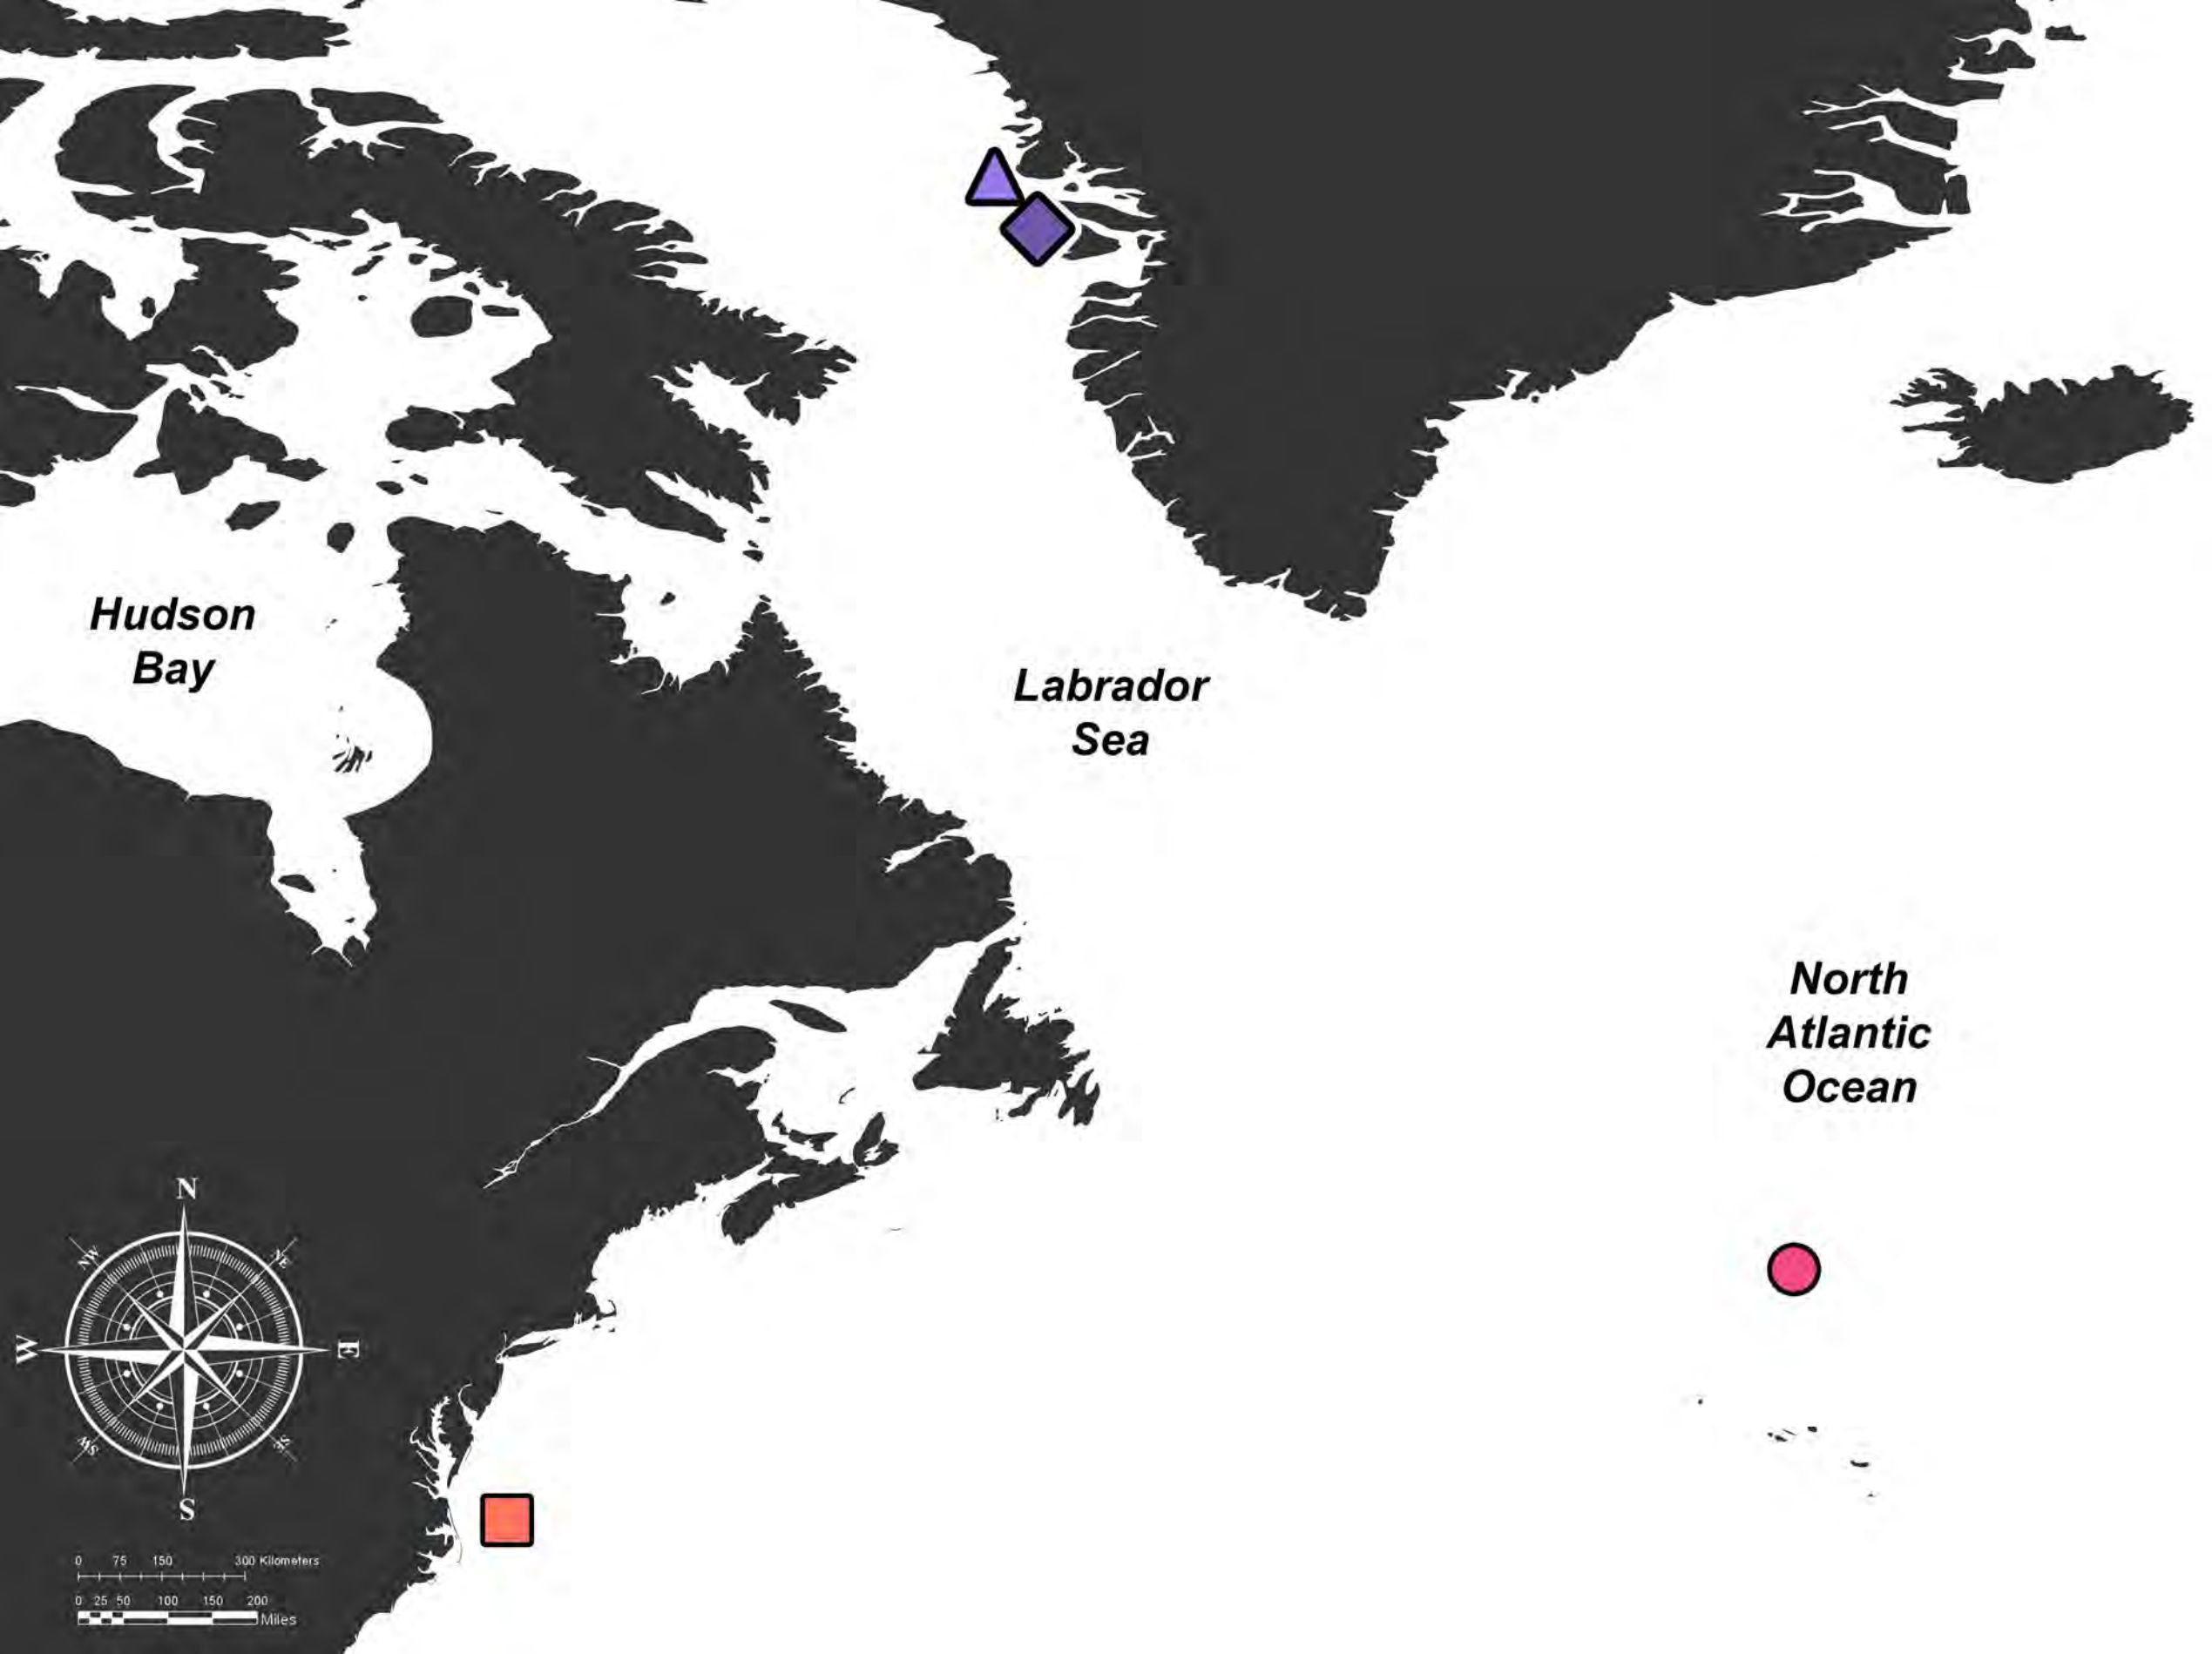 Hudson
Bay
Labrador
Sea
North
Atlantic
Ocean
N
NW
NE
W
E
SW
SE
S
0 75 150 300 Kilometers
0 25 50 100 150 200
Miles